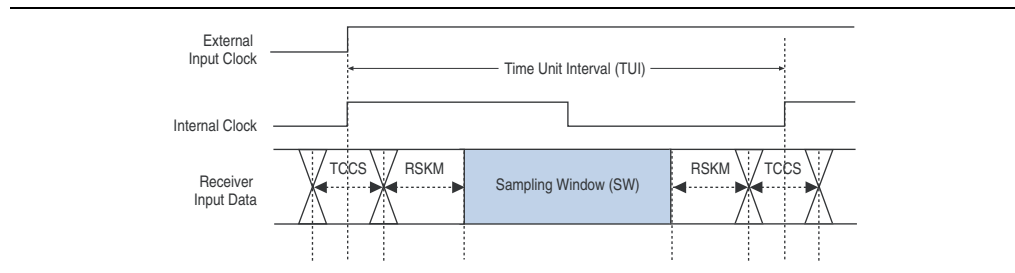 External
Input Clock
Time Unit Interval (TUI)
Internal Clock
TCCS
RSKM
RSKM
TCCS
Receiver
Input Data
Sampling Window (SW)